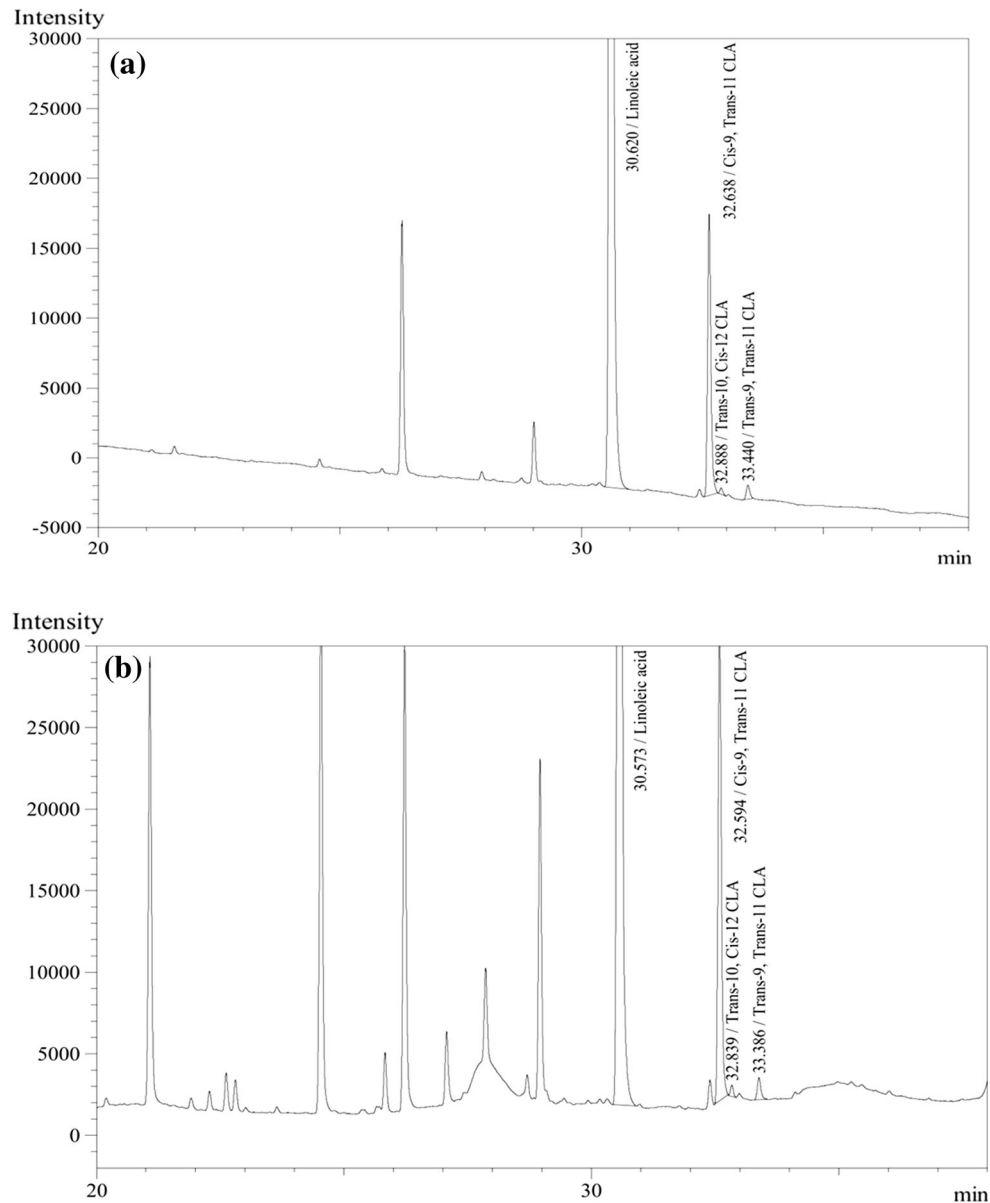 Intensity
30000
(a)
25000
20000
15000
10000
5000
0
-5000
30.620 / Linoleic acid
32.638 / Cis-9, Trans-11 CLA
32.888 / Trans-10, Cis-12 CLA
33.440 / Trans-9, Trans-11 CLA
20
30
min
Intensity
30000
(b)
25000
20000
15000
10000
5000
0
30.573 / Linoleic acid
32.594 / Cis-9, Trans-11 CLA
32.839 / Trans-10, Cis-12 CLA
33.386 / Trans-9, Trans-11 CLA
20
30
min